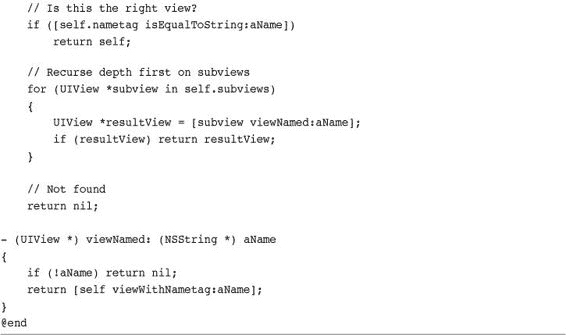 // Is this the right view?
if ([self.nametag isEqualToString:aName])
return self;
// Recurse depth first on subviews
for (UIView *subview in self.subviews)
{
UIView *resultView = [subview viewNamed:aName];
if (resultView) return resultView;
}
// Not found
return nil;
- (UIView *) viewNamed: (NSString *) aName
{
if (!aName) return nil;
return [self viewWithNametag:aName];
}
@end